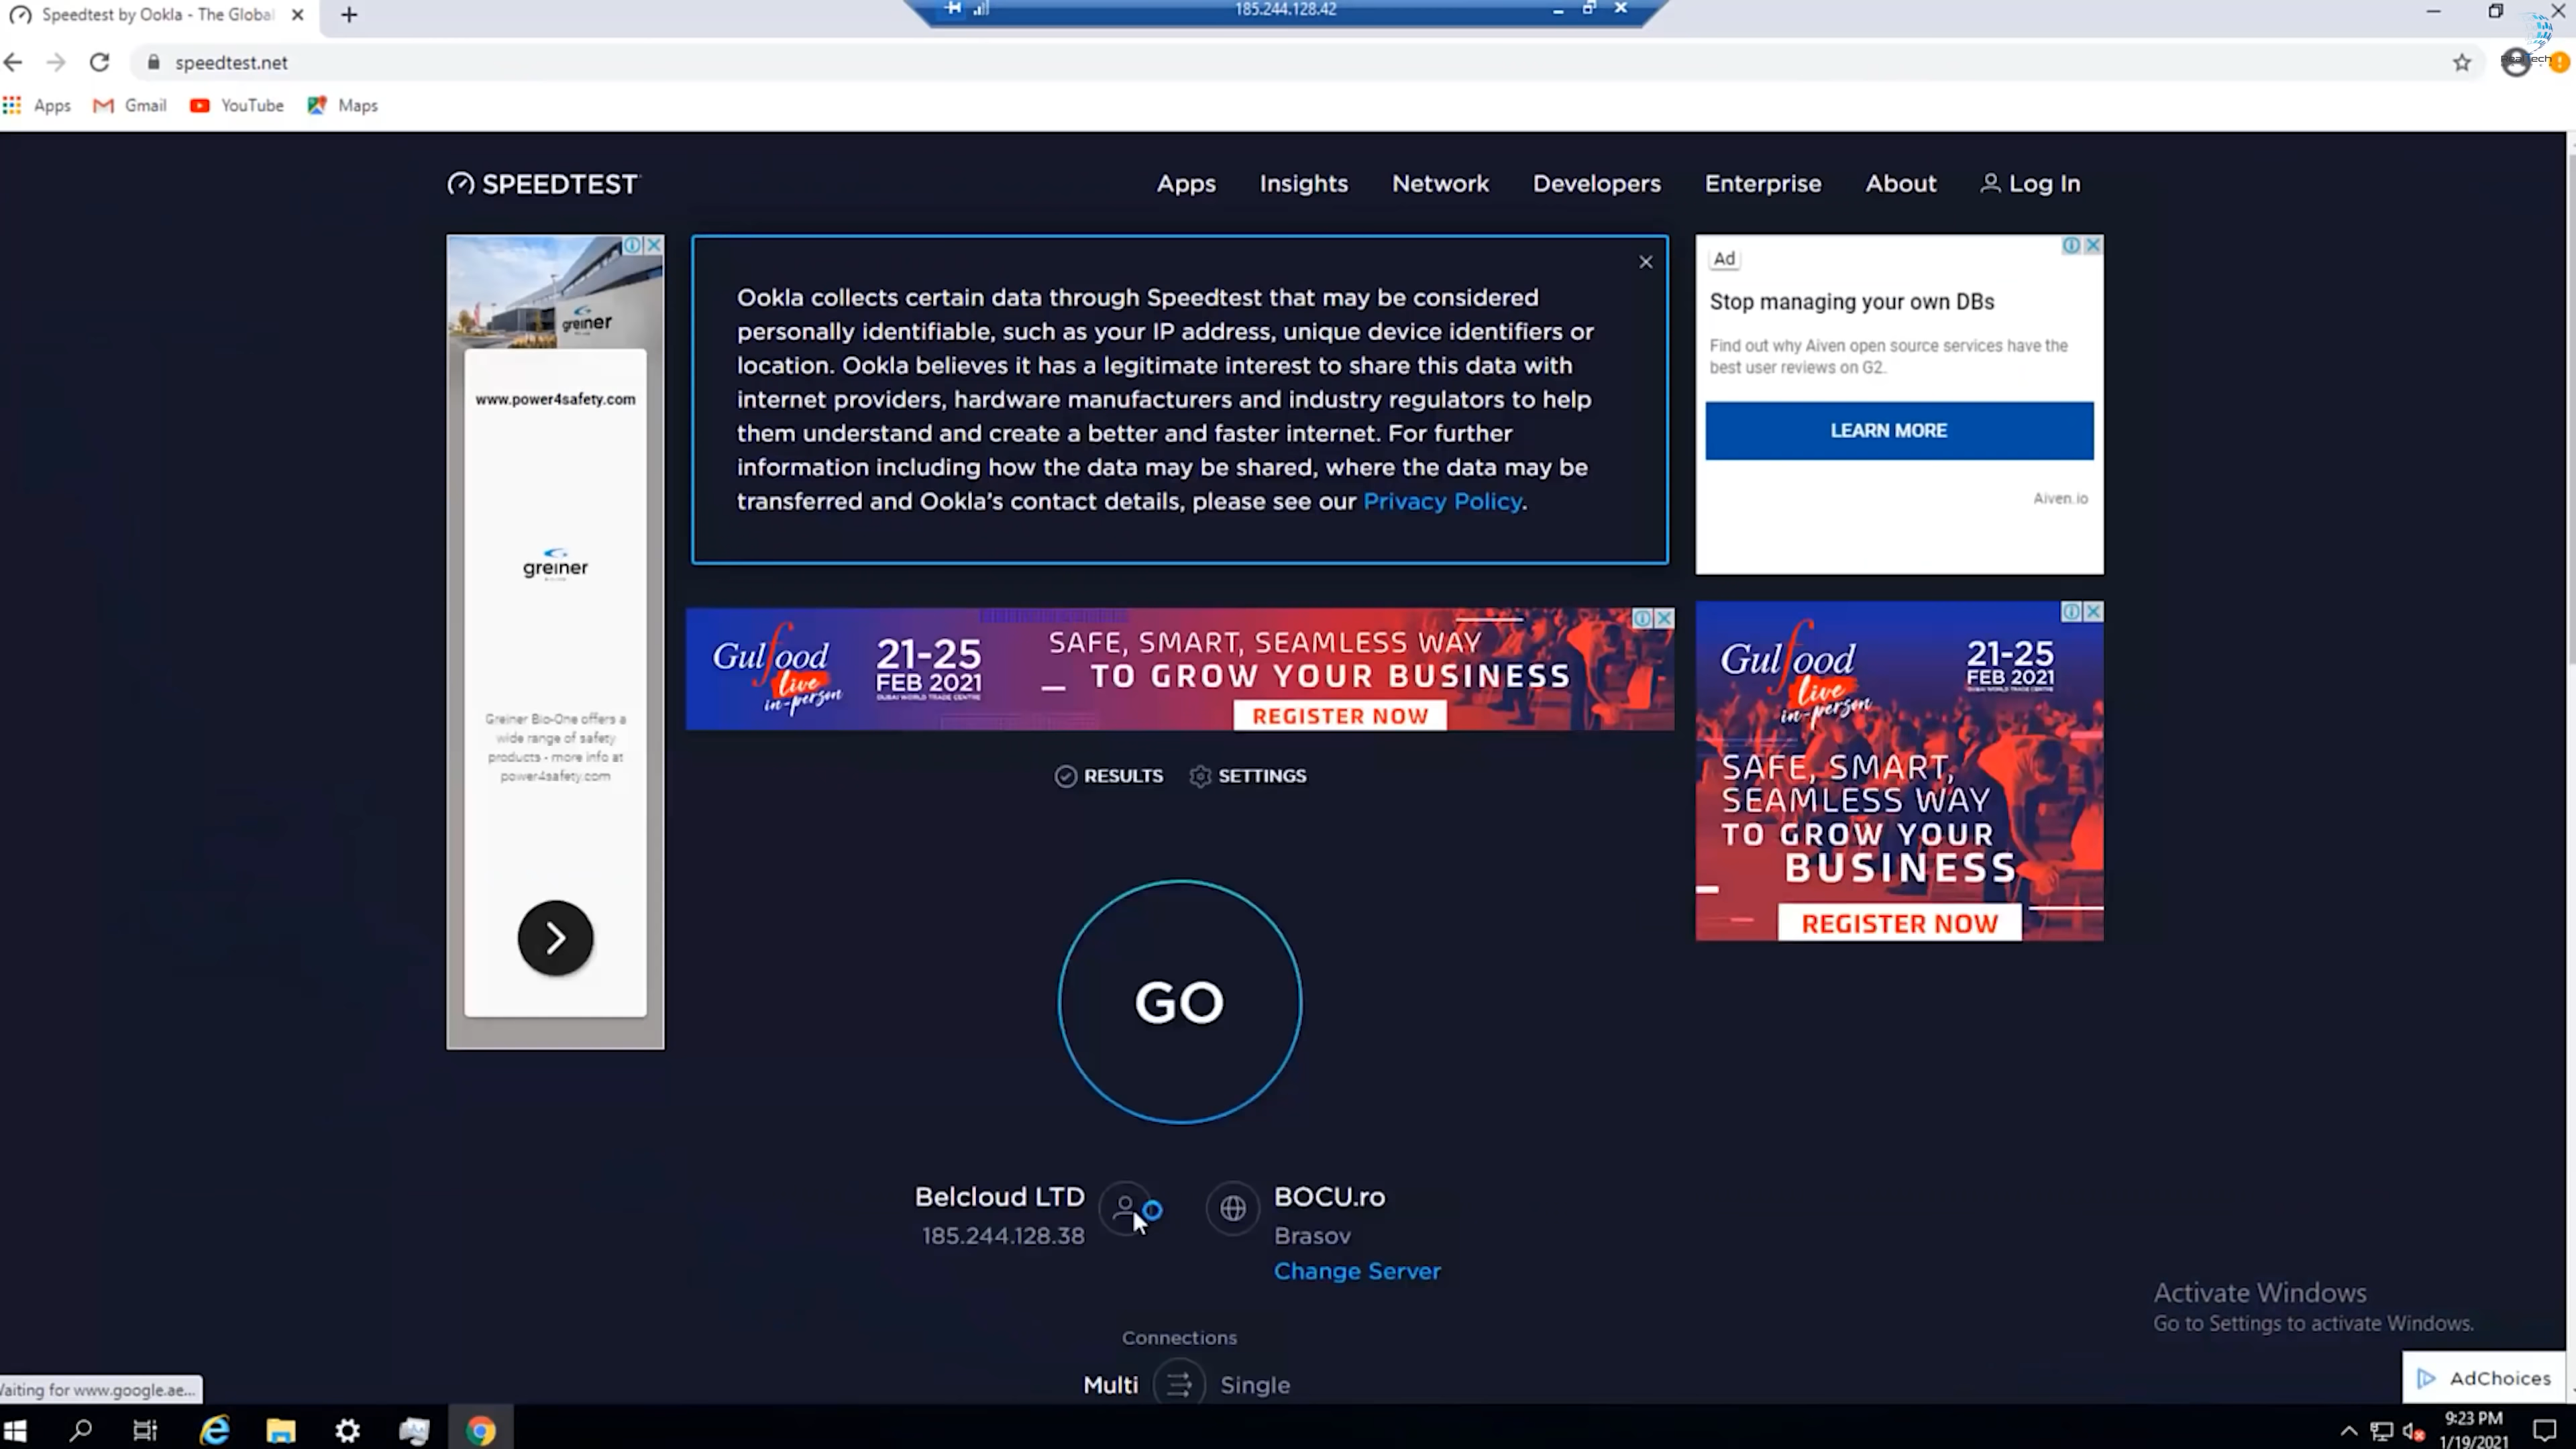 Speedtest by Ookla - The Global
185.244.128.42
speedtest.net
Apps
Gmail
YouTube
Maps
SPEEDTEST
Apps
Insights
Network
Developers
Enterprise
About
Log In
greiner
www.power4safety.com
greiner
Greiner Bio-One offers a
wide range of safety
products - more info at
power4safety.com
Ookla collects certain data through Speedtest that may be considered
personally identifiable, such as your IP address, unique device identifiers or
location. Ookla believes it has a legitimate interest to share this data with
internet providers, hardware manufacturers and industry regulators to help
them understand and create a better and faster internet. For further
information including how the data may be shared, where the data may be
transferred and Ookla's contact details, please see our Privacy Policy.
Ad
Stop managing your own DBs
Find out why Aiven open source services have the
best user reviews on G2.
LEARN MORE
Aiven.io
Gulfood
live
in-person
21-25
FEB 2021
DUBAI WORLD TRADE CENTRE
SAFE, SMART, SEAMLESS WAY
TO GROW YOUR BUSINESS
REGISTER NOW
Gulfood
live
in-person
21-25
FEB 2021
DUBAI WORLD TRADE CENTRE
SAFE, SMART,
SEAMLESS WAY
TO GROW YOUR
BUSINESS
REGISTER NOW
RESULTS
SETTINGS
GO
Belcloud LTD
185.244.128.38
BOCU.ro
Brasov
Change Server
Connections
Multi
Single
Activate Windows
Go to Settings to activate Windows.
AdChoices
Waiting for www.google.ae...
9:23 PM
1/19/2021